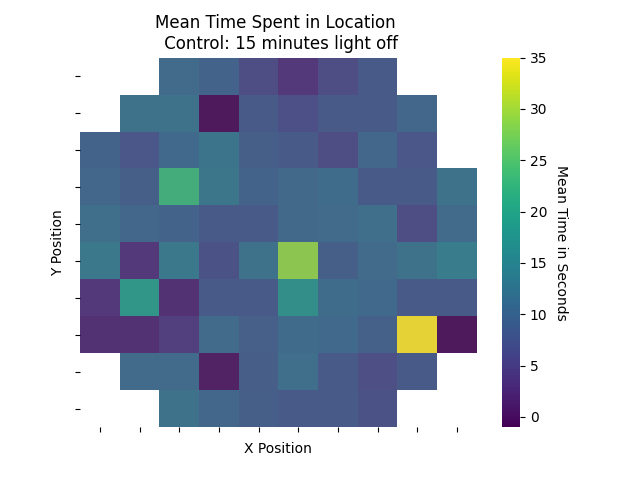 Mean Time Spent in Location
Control: 15 minutes light off
Y Position
X Position
35
30
25
20
15
10
5
0
Mean Time in Seconds